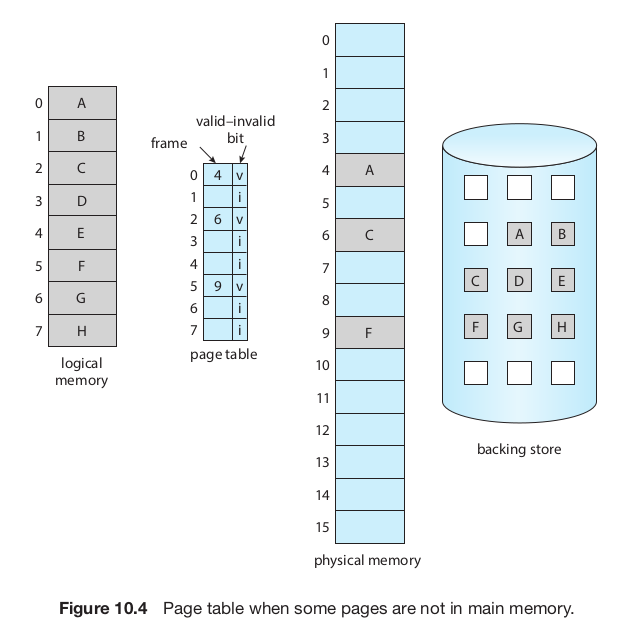 0 A
1 B
2 C
3 D
4 E
5 F
6 G
7 H
logical
memory
valid–invalid
bit
frame
0 4 v
1 i
2 6 v
3 i
4 i
5 9 v
6 i
7 i
page table
0
1
2
3
4 A
5
6 C
7
8
9 F
10
11
12
13
14
15
physical memory
A B
C D E
F G H
backing store
Figure 10.4 Page table when some pages are not in main memory.